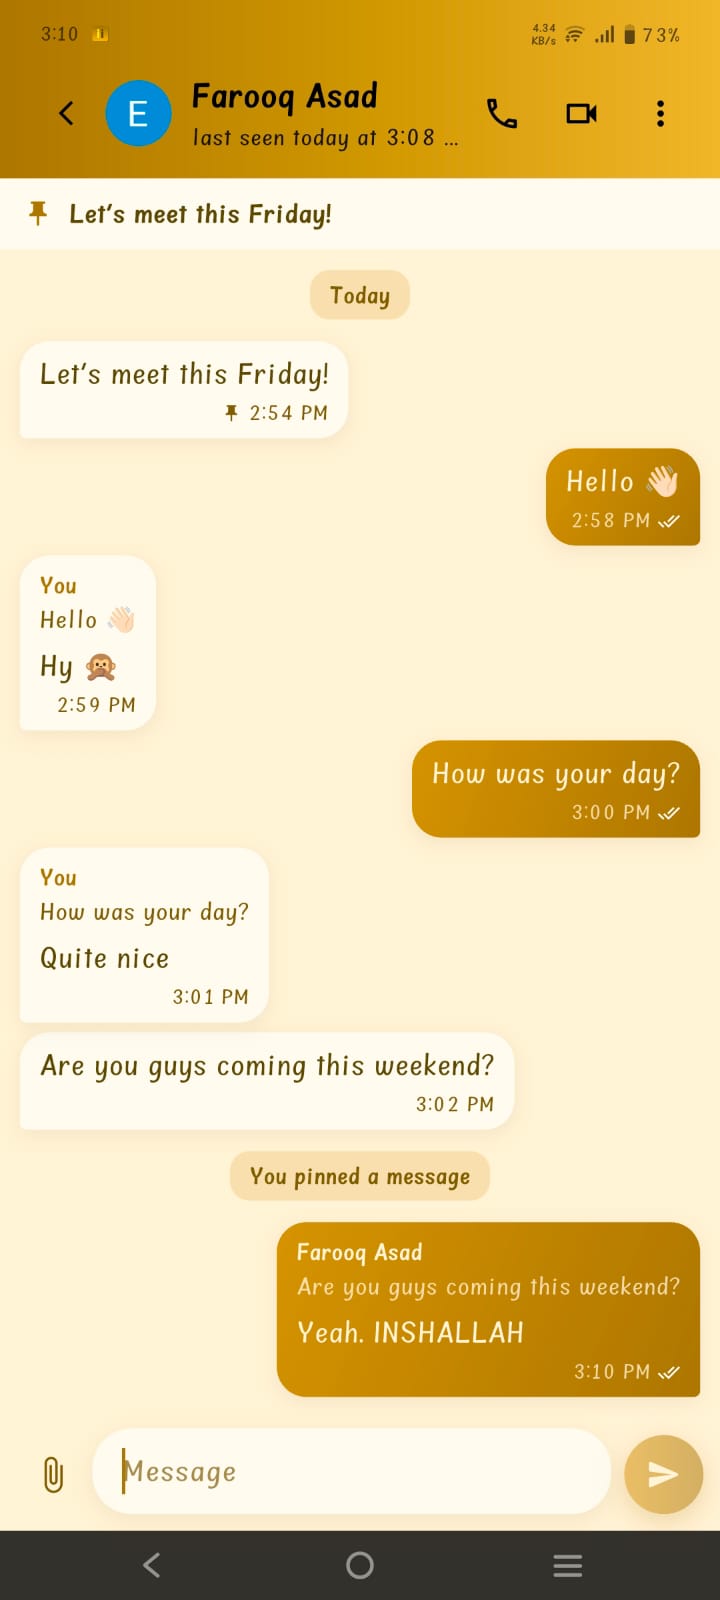 3:10
4.34
KB/s
73%
E
Farooq Asad
last seen today at 3:08 ...
Let's meet this Friday!
Today
Let's meet this Friday!
2:54 PM
Hello 👋🏻
2:58 PM
You
Hello 👋🏻
Hy 🙊
2:59 PM
How was your day?
3:00 PM
You
How was your day?
Quite nice
3:01 PM
Are you guys coming this weekend?
3:02 PM
You pinned a message
Farooq Asad
Are you guys coming this weekend?
Yeah. INSHALLAH
3:10 PM
Message